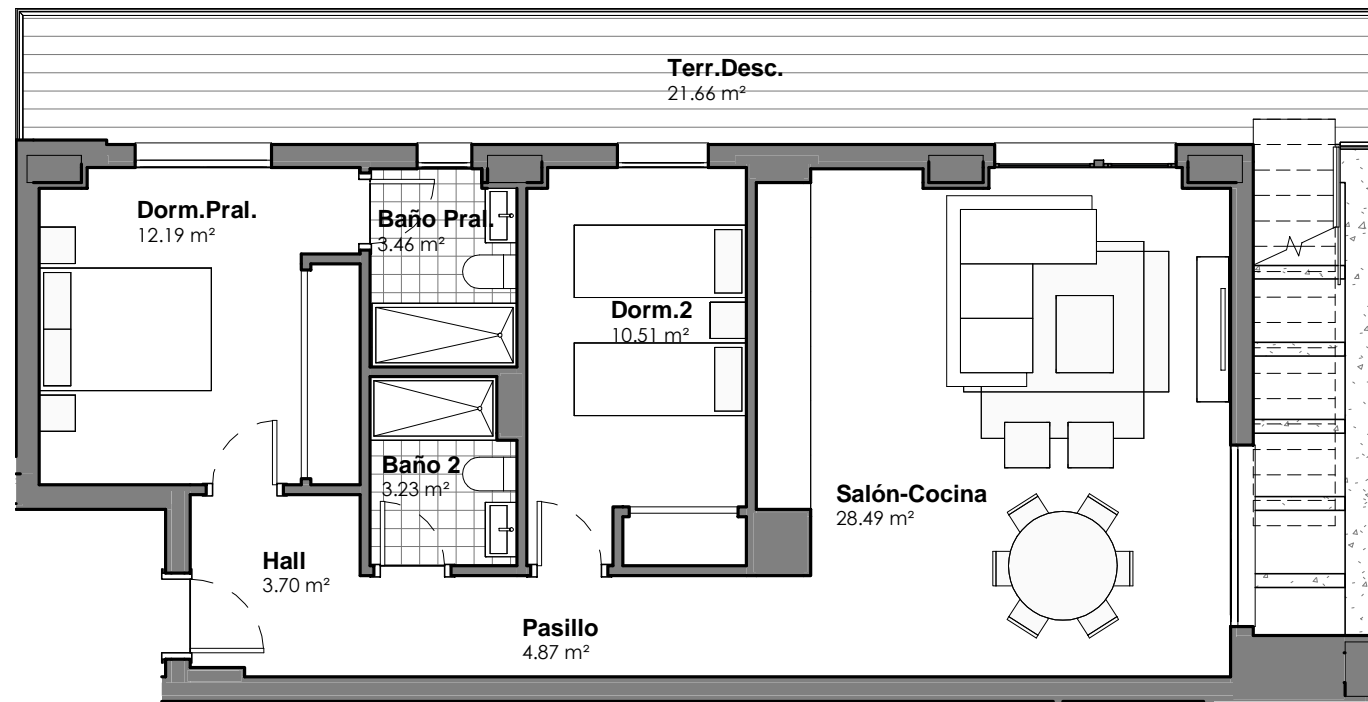 Terr.Desc.
21.66 m²
Dorm.Pral.
12.19 m²
Baño Pral.
3.46 m²
Dorm.2
10.51 m²
Baño 2
3.23 m²
Salón-Cocina
28.49 m²
Hall
3.70 m²
Pasillo
4.87 m²